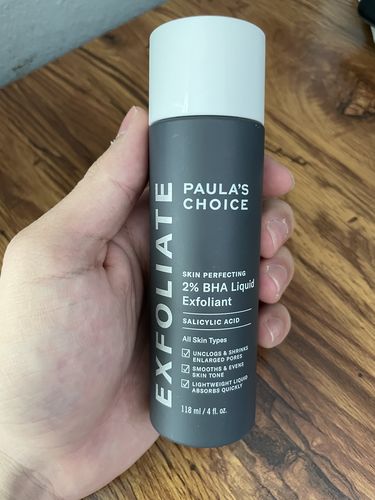 EXFOLIATE
PAULA'S
CHOICE
SKIN PERFECTING
2% BHA Liquid
Exfoliant
SALICYLIC ACID
All Skin Types
UNCLOGS & SHRINKS
ENLARGED PORES
SMOOTHS & EVENS
SKIN TONE
LIGHTWEIGHT LIQUID
ABSORBS QUICKLY
118 ml / 4 fl. oz.